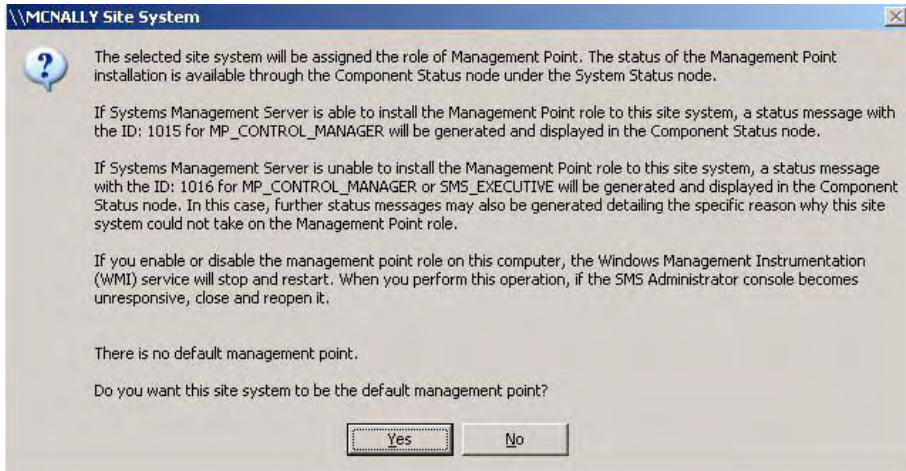 \\MCNALLY Site System
The selected site system will be assigned the role of Management Point. The status of the Management Point
installation is available through the Component Status node under the System Status node.
If Systems Management Server is able to install the Management Point role to this site system, a status message with
the ID: 1015 for MP_CONTROL_MANAGER will be generated and displayed in the Component Status node.
If Systems Management Server is unable to install the Management Point role to this site system, a status message
with the ID: 1016 for MP_CONTROL_MANAGER or SMS_EXECUTIVE will be generated and displayed in the Component
Status node. In this case, further status messages may also be generated detailing the specific reason why this site
system could not take on the Management Point role.
If you enable or disable the management point role on this computer, the Windows Management Instrumentation
(WMI) service will stop and restart. When you perform this operation, if the SMS Administrator console becomes
unresponsive, close and reopen it.
There is no default management point.
Do you want this site system to be the default management point?
Yes No